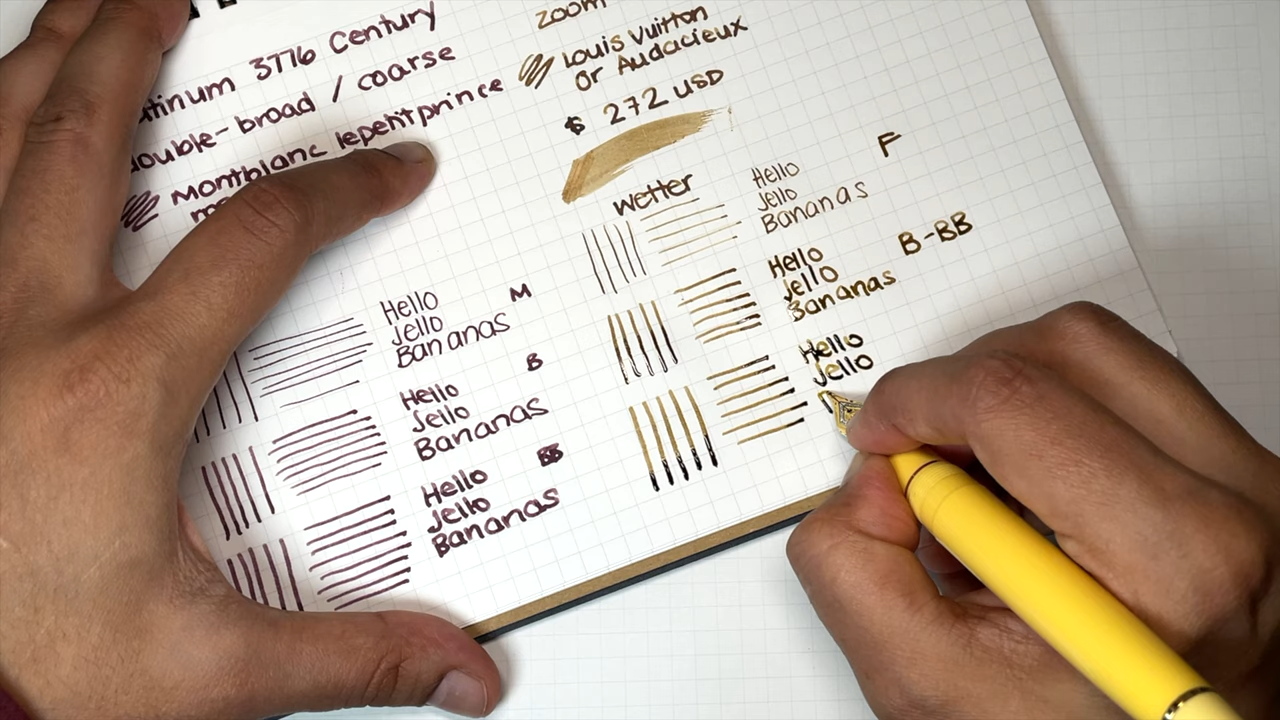 Platinum 3776 Century
double-broad / coarse
Montblanc lepetitprince
M
Hello
Jello
Bananas
B
Hello
Jello
Bananas
BB
Hello
Jello
Bananas
zoom
Louis Vuitton
Or Audacieux
$ 272 USD
wetter
F
Hello
Jello
Bananas
B-BB
Hello
Jello
Bananas
Hello
Jello